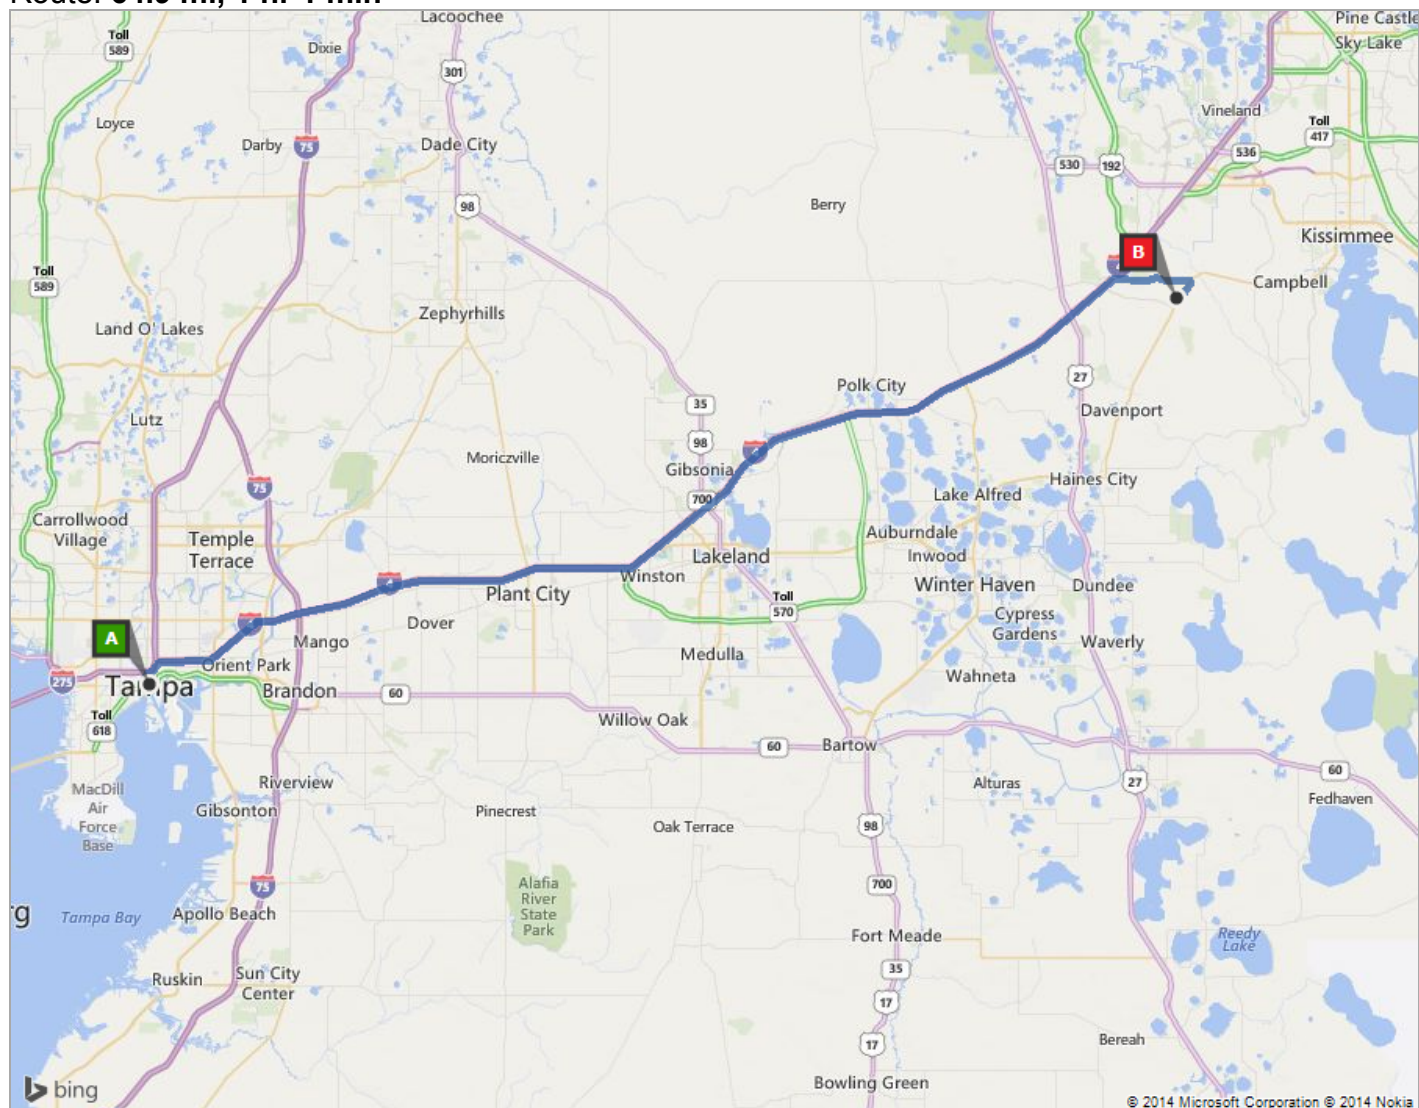 Lacoochee
Pine Castle
Toll
589
Dixie
Sky Lake
301
Loyce
Vineland
Toll
417
Darby
75
Dade City
536
530
192
98
Berry
Kissimmee
B
Toll
589
Campbell
Land O' Lakes
Zephyrhills
27
Polk City
35
Davenport
Lutz
98
Moriczville
Gibsonia
4
75
700
Lake Alfred
Haines City
Carrollwood
Village
Temple
Terrace
Auburndale
Inwood
Lakeland
Winston
4
Plant City
Winter Haven
Dundee
Toll
570
Cypress
Gardens
Dover
A
Mango
Waverly
Orient Park
Medulla
Wahneta
275
Tampa
Brandon
60
Toll
618
Willow Oak
60
Bartow
60
MacDill
Air
Force
Base
Riverview
Alturas
27
Fedhaven
Gibsonton
Pinecrest
Oak Terrace
98
75
700
Alafia
River
State
Park
rg
Tampa Bay
Apollo Beach
Fort Meade
Reedy
Lake
35
Ruskin
Sun City
Center
17
17
Bereah
Bowling Green
bing
© 2014 Microsoft Corporation © 2014 Nokia